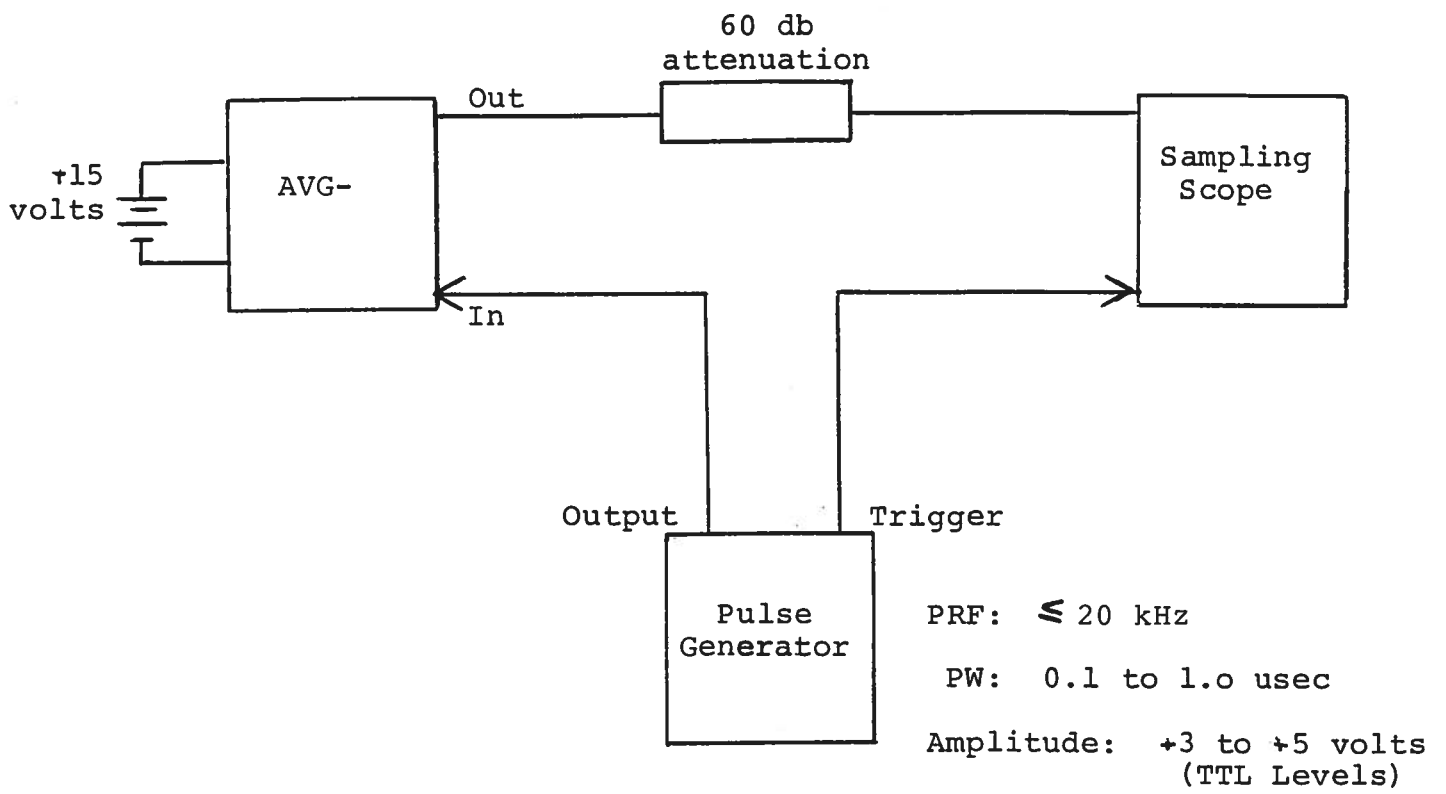 60 db
attenuation
Out
+15
volts
AVG-
In
Sampling
Scope
Output
Trigger
Pulse
Generator
PRF: ≤ 20 kHz
PW: 0.1 to 1.o usec
Amplitude: +3 to +5 volts
(TTL Levels)